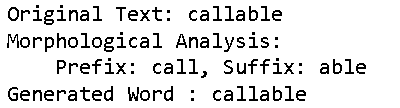 Original Text: callable
Morphological Analysis:
    Prefix: call, Suffix: able
Generated Word : callable